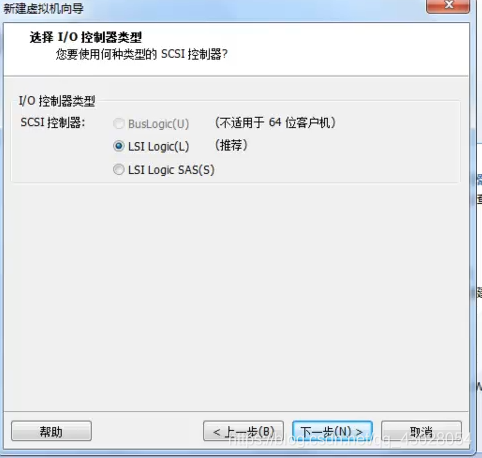 新建虚拟机向导
选择 I/O 控制器类型
您要使用何种类型的 SCSI 控制器?
I/O 控制器类型
SCSI 控制器: BusLogic(U) (不适用于 64 位客户机)
LSI Logic(L) (推荐)
LSI Logic SAS(S)
帮助 < 上一步(B) 下一步(N) > 取消